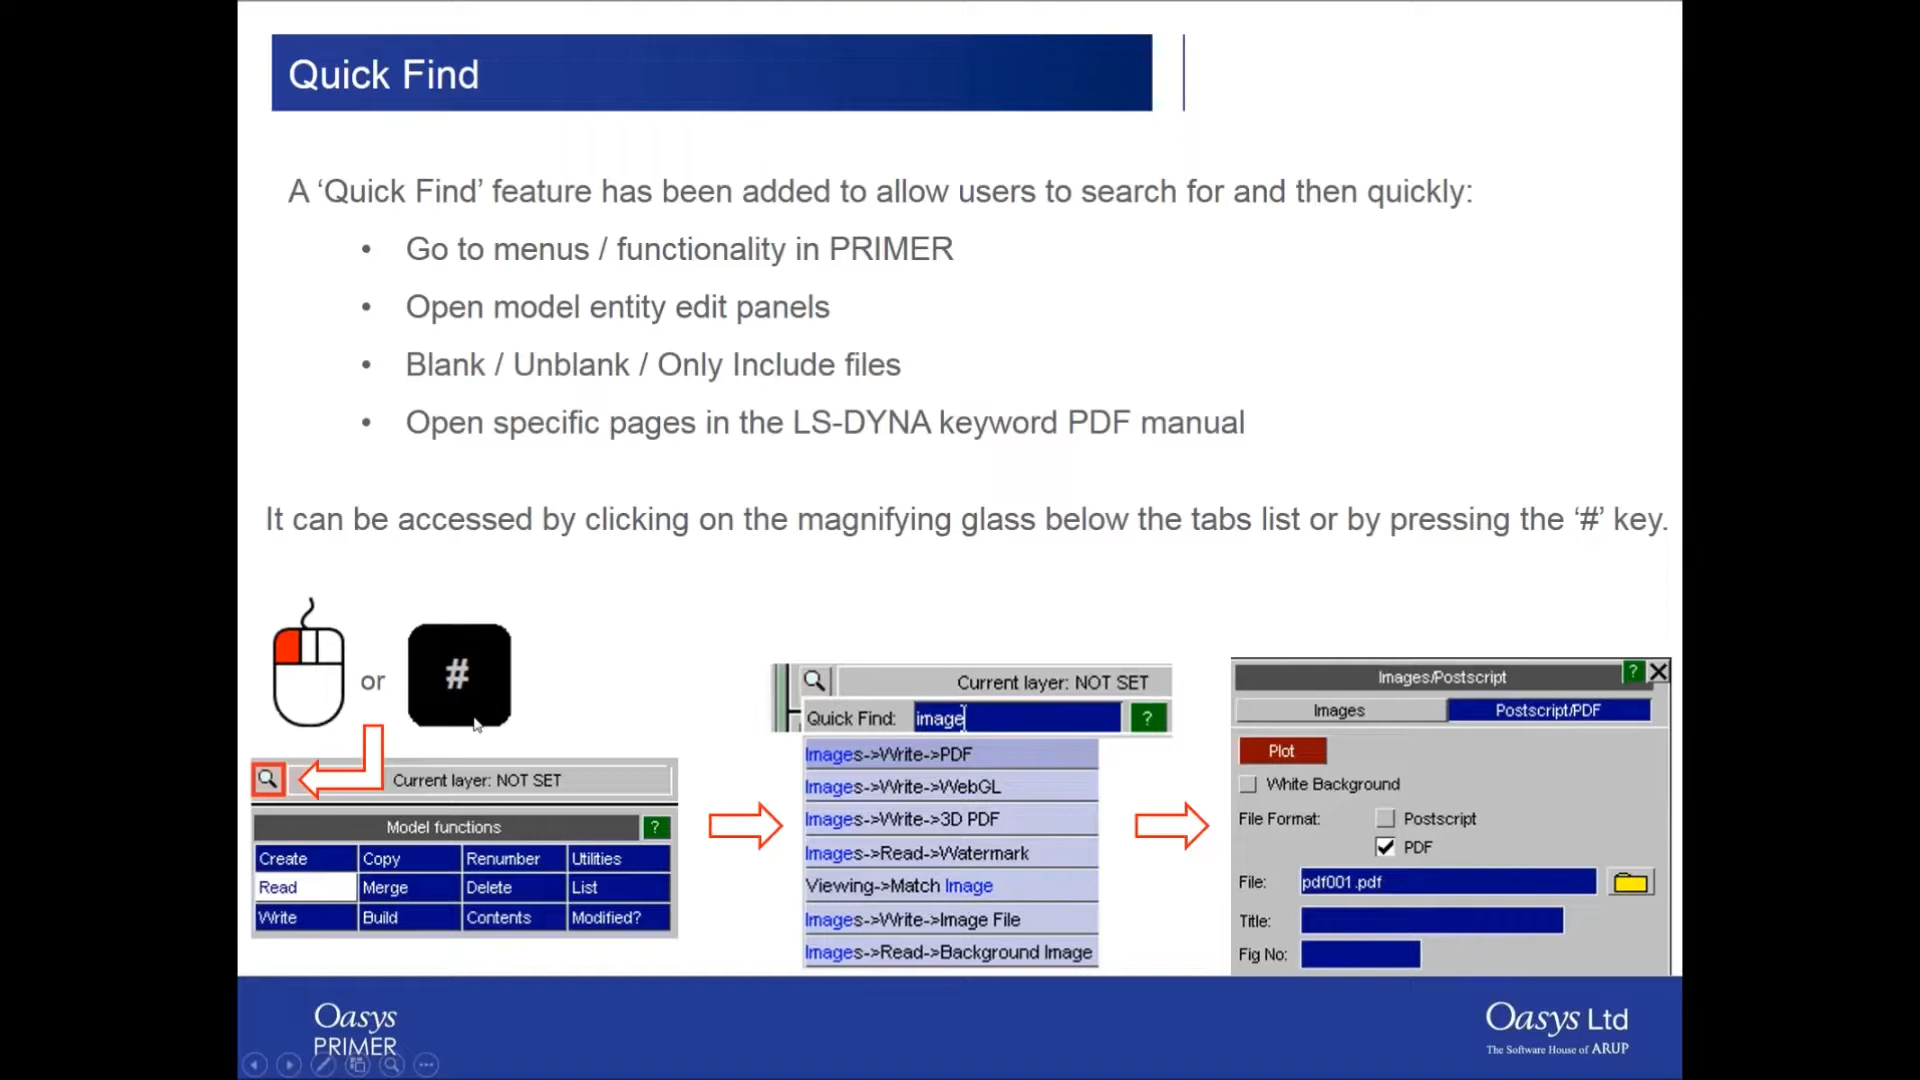 Quick Find
A ‘Quick Find’ feature has been added to allow users to search for and then quickly:
• Go to menus / functionality in PRIMER
• Open model entity edit panels
• Blank / Unblank / Only Include files
• Open specific pages in the LS-DYNA keyword PDF manual
It can be accessed by clicking on the magnifying glass below the tabs list or by pressing the ‘#’ key.
or
#
Current layer: NOT SET
Model functions ?
Create Copy Renumber Utilities
Read Merge Delete List
Write Build Contents Modified?
Current layer: NOT SET
Quick Find: image ?
Images->Write->PDF
Images->Write->WebGL
Images->Write->3D PDF
Images->Read->Watermark
Viewing->Match Image
Images->Write->Image File
Images->Read->Background Image
Images/Postscript ?
Images Postscript/PDF
Plot
White Background
File Format: Postscript
PDF
File: pdf001.pdf
Title:
Fig No:
Oasys
PRIMER
Oasys Ltd
The Software House of ARUP